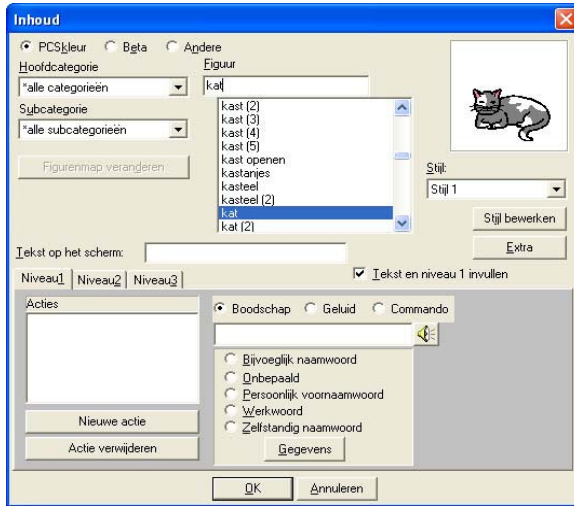 Inhoud
PCSkleur Beta Andere
Hoofdcategorie
*alle categorieën
Subcategorie
*alle subcategorieën
Figurenmap veranderen
Figuur
kat
kast (2)
kast (3)
kast (4)
kast (5)
kast openen
kastanjes
kasteel
kasteel (2)
kat
kat (2)
Stijl:
Stijl 1
Stijl bewerken
Extra
Tekst op het scherm:
Tekst en niveau 1 invullen
Niveau1 Niveau2 Niveau3
Acties
Nieuwe actie
Actie verwijderen
Boodschap Geluid Commando
Bijvoeglijk naamwoord
Onbepaald
Persoonlijk voornaamwoord
Werkwoord
Zelfstandig naamwoord
Gegevens
OK Annuleren